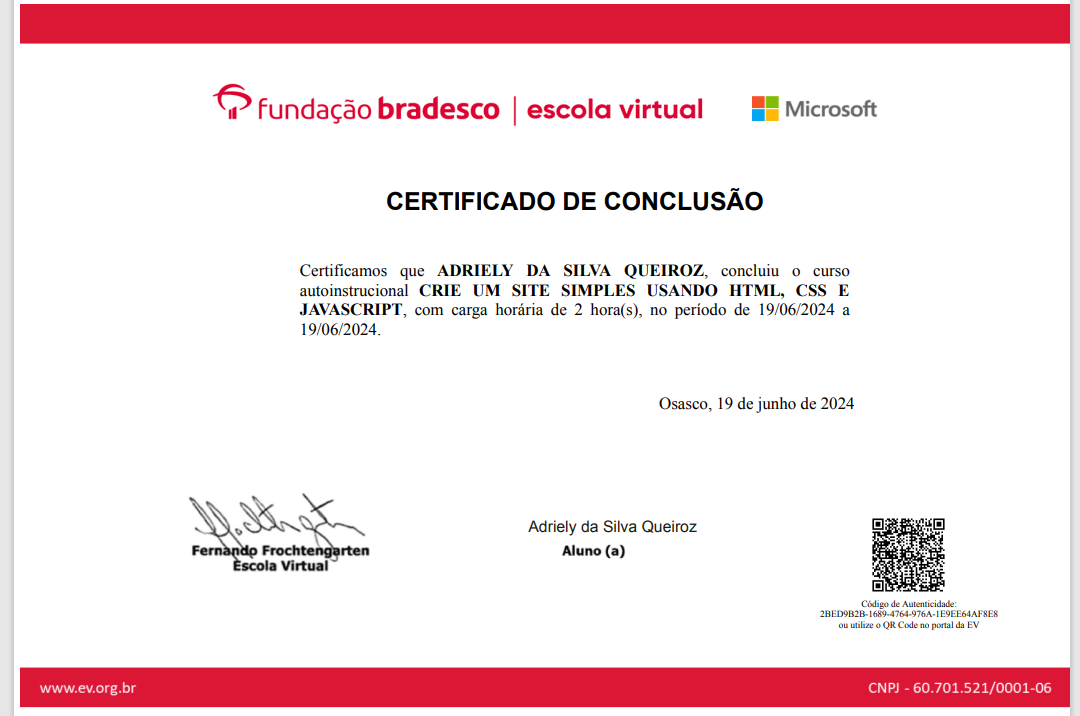 fundação bradesco | escola virtual
Microsoft
CERTIFICADO DE CONCLUSÃO
Certificamos que ADRIELY DA SILVA QUEIROZ, concluiu o curso
autoinstrucional CRIE UM SITE SIMPLES USANDO HTML, CSS E
JAVASCRIPT, com carga horária de 2 hora(s), no período de 19/06/2024 a
19/06/2024.
Osasco, 19 de junho de 2024
Fernando Frochtengarten
Escola Virtual
Adriely da Silva Queiroz
Aluno (a)
Código de Autenticidade:
2BED9B2B-1689-4764-976A-1E9EE64AF8E8
ou utilize o QR Code no portal da EV
www.ev.org.br
CNPJ - 60.701.521/0001-06